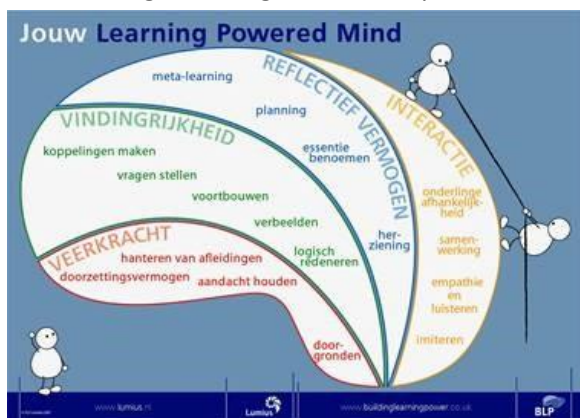 Jouw Learning Powered Mind
REFLECTIEF VERMOGEN
meta-learning
planning
essentie
benoemen
her-
ziening
INTERACTIE
onderlinge
afhankelijk-
heid
samen-
werking
empathie
en
luisteren
imiteren
VINDINGRIJKHEID
koppelingen maken
vragen stellen
voortbouwen
verbeelden
logisch
redeneren
VEERKRACHT
hanteren van afleidingen
doorzettingsvermogen
aandacht houden
door-
gronden
www.lumius.nl
Lumius
www.buildinglearningpower.co.uk
BLP